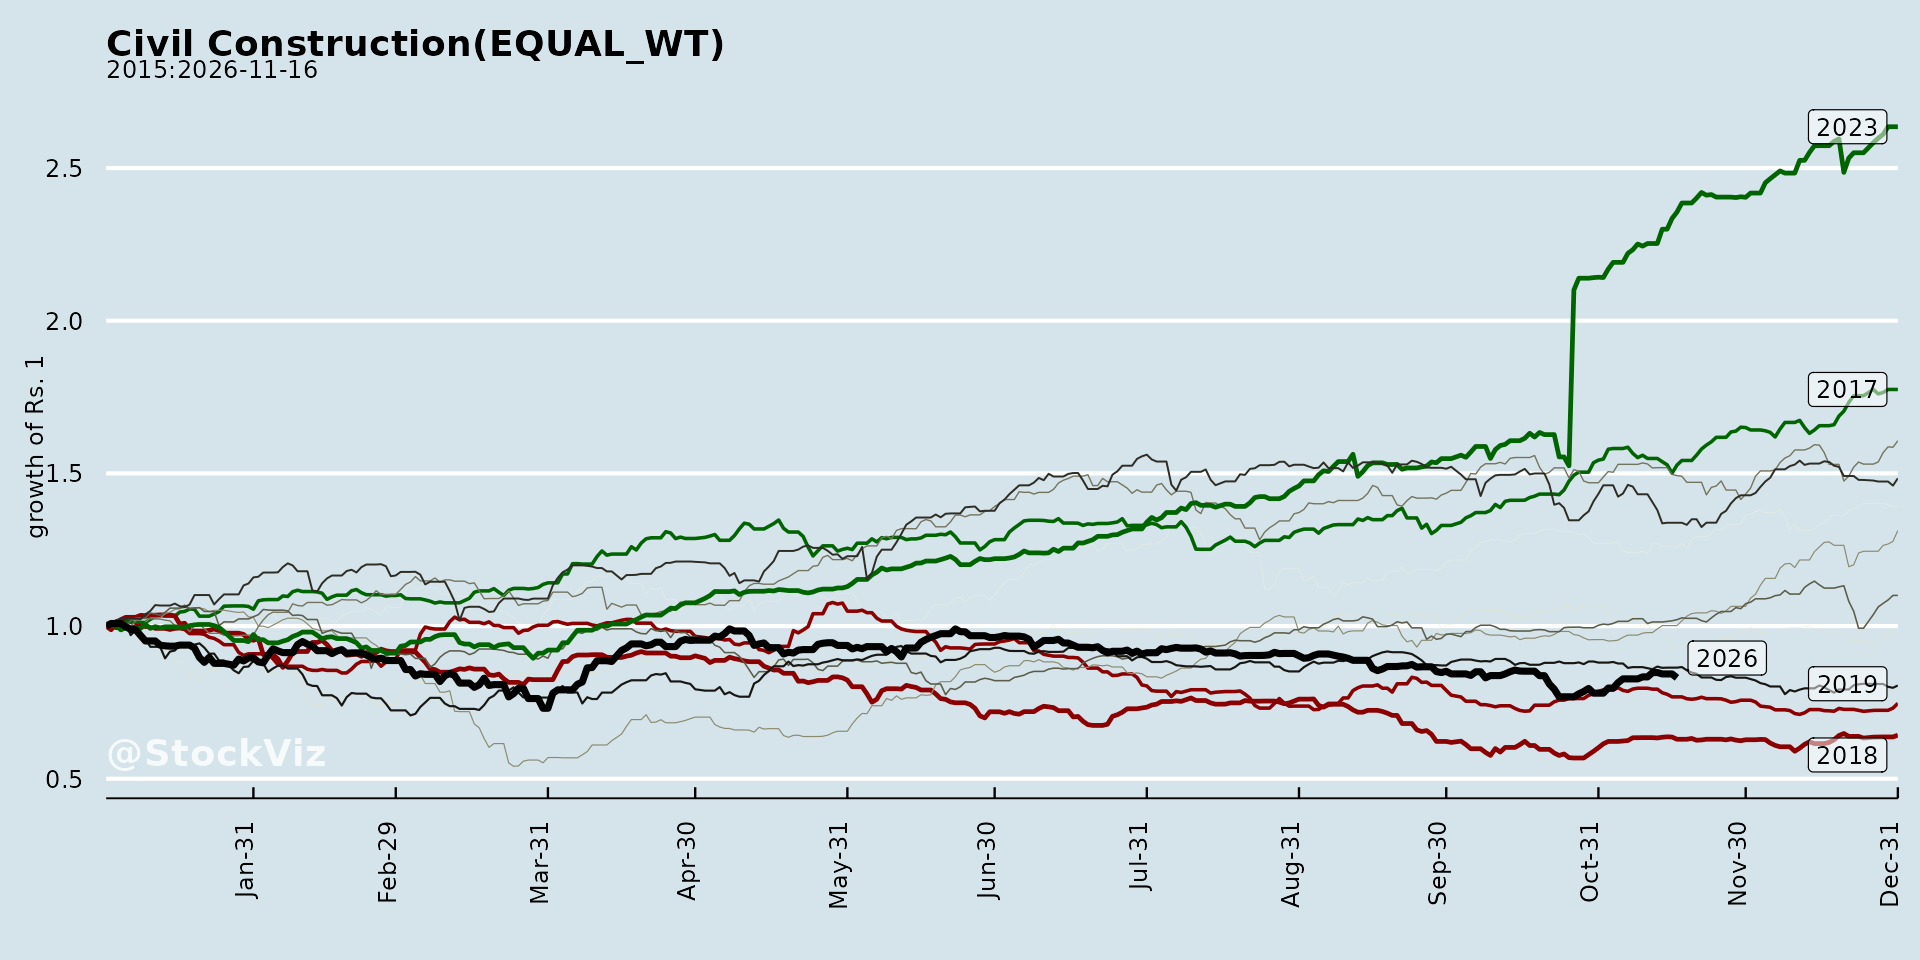 Civil Construction(EQUAL_WT)
2015:2026-11-16
growth of Rs. 1
2.5
2.0
1.5
1.0
0.5
2023
2017
2026
2019
2018
@StockViz
Jan-31
Feb-29
Mar-31
Apr-30
May-31
Jun-30
Jul-31
Aug-31
Sep-30
Oct-31
Nov-30
Dec-31